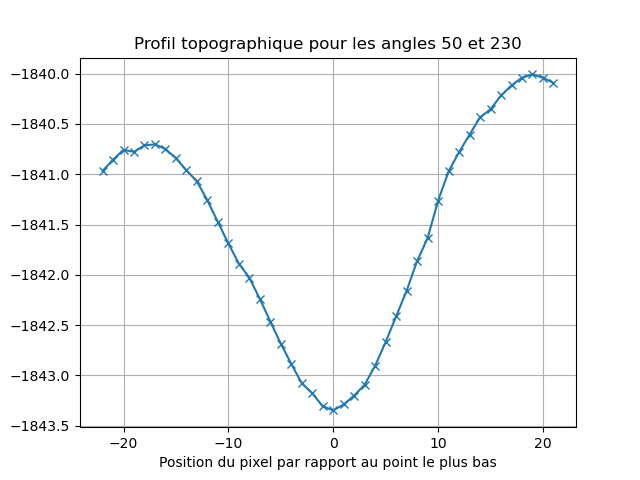 Profil topographique pour les angles 50 et 230
−1840.0
−1840.5
−1841.0
−1841.5
−1842.0
−1842.5
−1843.0
−1843.5
−20 −10 0 10 20
Position du pixel par rapport au point le plus bas